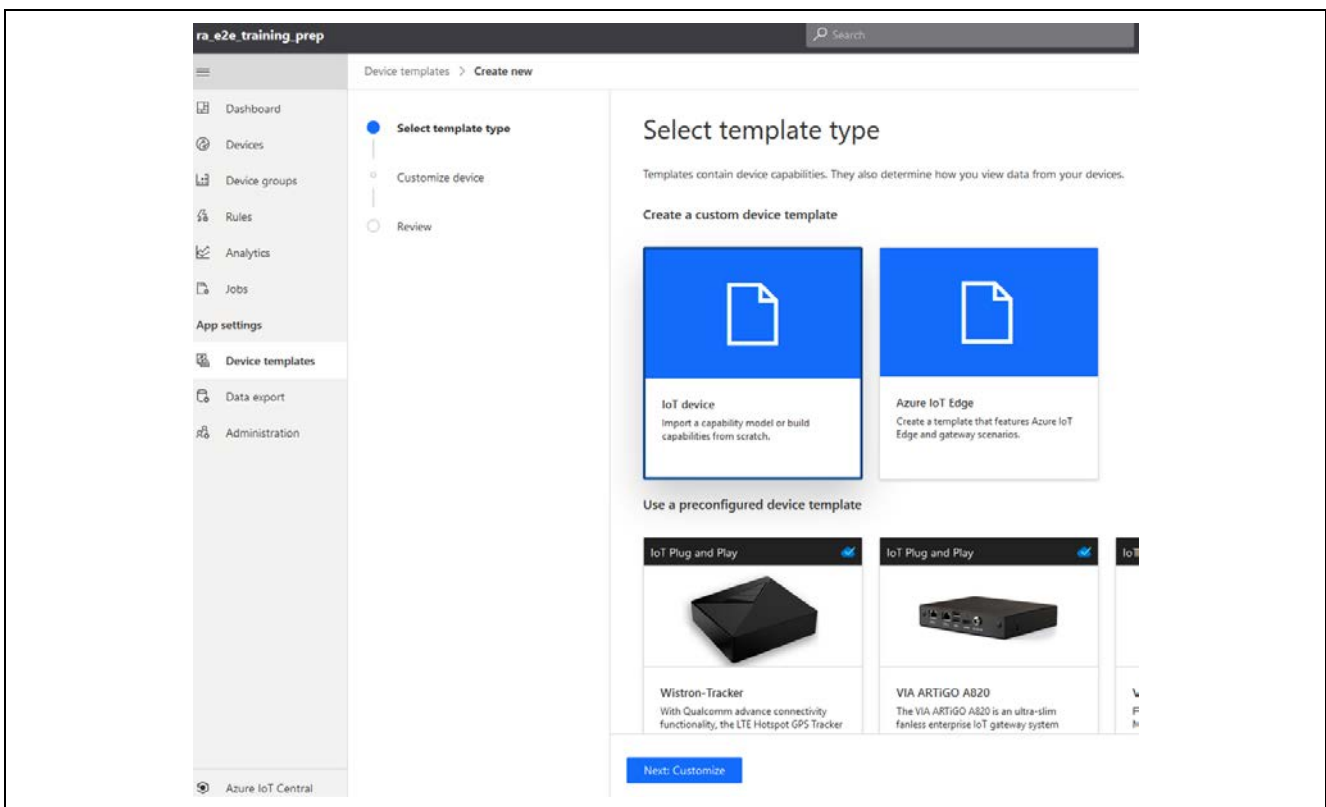 ra_e2e_training_prep
Search
Device templates > Create new
Dashboard
Devices
Device groups
Rules
Analytics
Jobs
App settings
Device templates
Data export
Administration
Azure IoT Central
Select template type
Customize device
Review
Select template type
Templates contain device capabilities. They also determine how you view data from your devices.
Create a custom device template
IoT device
Import a capability model or build
capabilities from scratch.
Azure IoT Edge
Create a template that features Azure IoT
Edge and gateway scenarios.
Use a preconfigured device template
IoT Plug and Play
Wistron-Tracker
With Qualcomm advance connectivity
functionality, the LTE Hotspot GPS Tracker
IoT Plug and Play
VIA ARTiGO A820
The VIA ARTiGO A820 is an ultra-slim
fanless enterprise IoT gateway system
Next: Customize